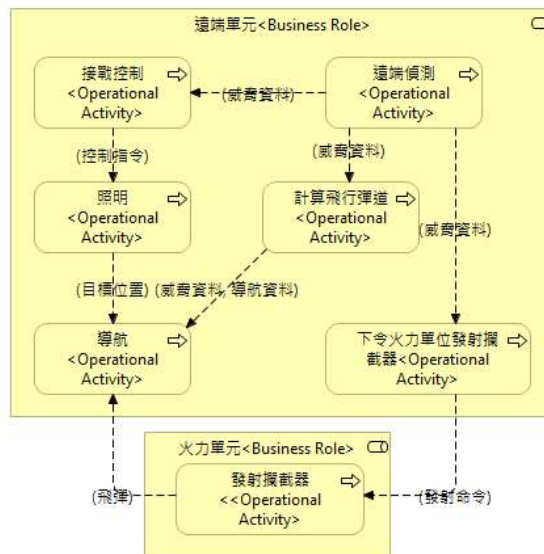 遠端單元<Business Role>
接戰控制
<Operational
Activity>
(威脅資料)
遠端偵測
<Operational
Activity>
(控制指令)
(威脅資料)
照明
<Operational
Activity>
計算飛行彈道
<Operational
Activity>
(威脅資料)
(目標位置)
(威脅資料, 導航資料)
導航
<Operational
Activity>
下令火力單位發射攔
截器<Operational
Activity>
火力單元<Business Role>
發射攔截器
<<Operational
Activity>
(飛彈)
(發射命令)